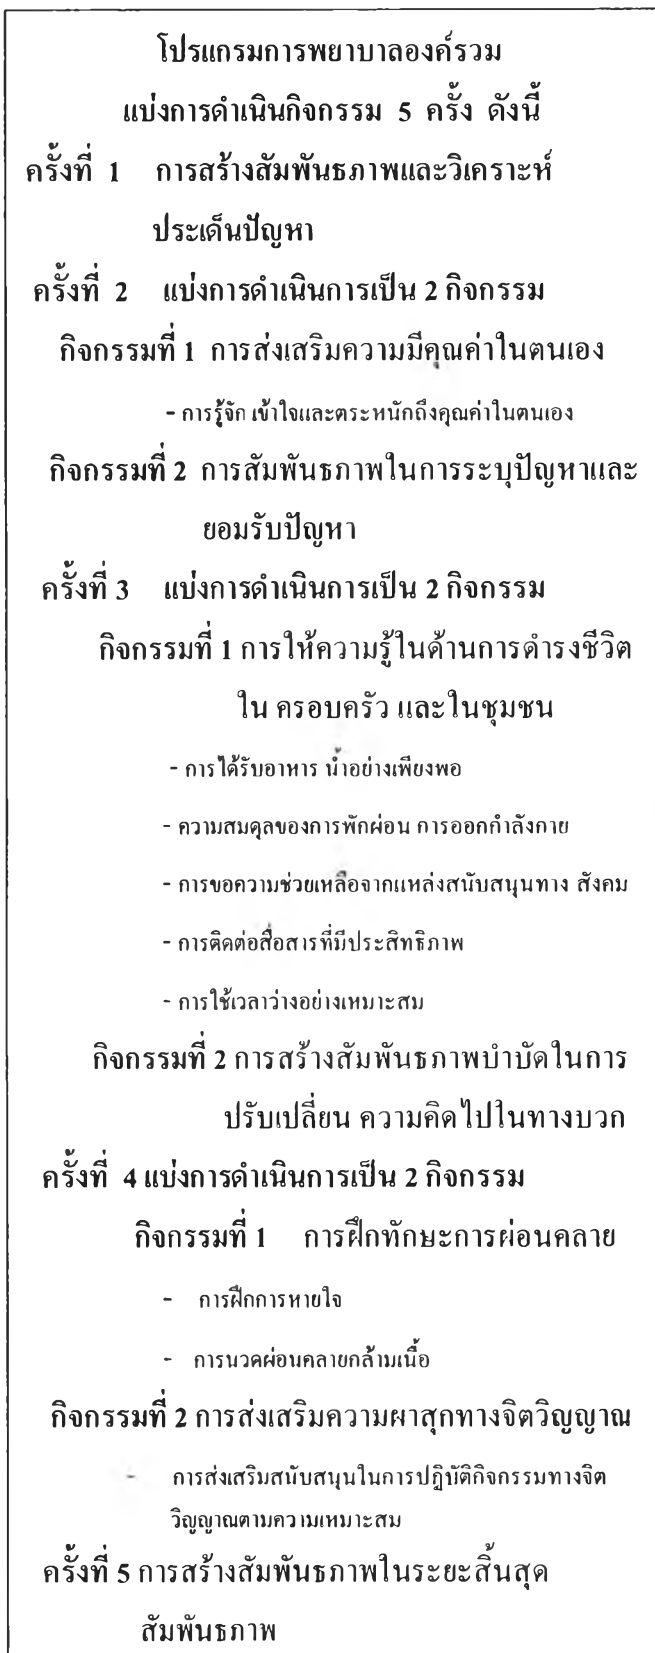 โปรแกรมการพยาบาลองค์รวม
แบ่งการดำเนินกิจกรรม 5 ครั้ง ดังนี้
ครั้งที่ 1 การสร้างสัมพันธภาพและวิเคราะห์
ประเด็นปัญหา
ครั้งที่ 2 แบ่งการดำเนินการเป็น 2 กิจกรรม
กิจกรรมที่ 1 การส่งเสริมความมีคุณค่าในตนเอง
- การรู้จัก เข้าใจและตระหนักถึงคุณค่าในตนเอง
กิจกรรมที่ 2 การสัมพันธภาพในการระบุปัญหาและ
ยอมรับปัญหา
ครั้งที่ 3 แบ่งการดำเนินการเป็น 2 กิจกรรม
กิจกรรมที่ 1 การให้ความรู้ในด้านการดำรงชีวิต
ใน ครอบครัว และในชุมชน
- การได้รับอาหาร น้ำอย่างเพียงพอ
- ความสมดุลของการพักผ่อน การออกกำลังกาย
- การขอความช่วยเหลือจากแหล่งสนับสนุนทาง สังคม
- การติดต่อสื่อสารที่มีประสิทธิภาพ
- การใช้เวลาว่างอย่างเหมาะสม
กิจกรรมที่ 2 การสร้างสัมพันธภาพบำบัดในการ
ปรับเปลี่ยน ความคิดไปในทางบวก
ครั้งที่ 4 แบ่งการดำเนินการเป็น 2 กิจกรรม
กิจกรรมที่ 1 การฝึกทักษะการผ่อนคลาย
- การฝึกการหายใจ
- การนวดผ่อนคลายกล้ามเนื้อ
กิจกรรมที่ 2 การส่งเสริมความผาสุกทางจิตวิญญาณ
- การส่งเสริมสนับสนุนในการปฏิบัติกิจกรรมทางจิต
วิญญาณตามความเหมาะสม
ครั้งที่ 5 การสร้างสัมพันธภาพในระยะสิ้นสุด
สัมพันธภาพ